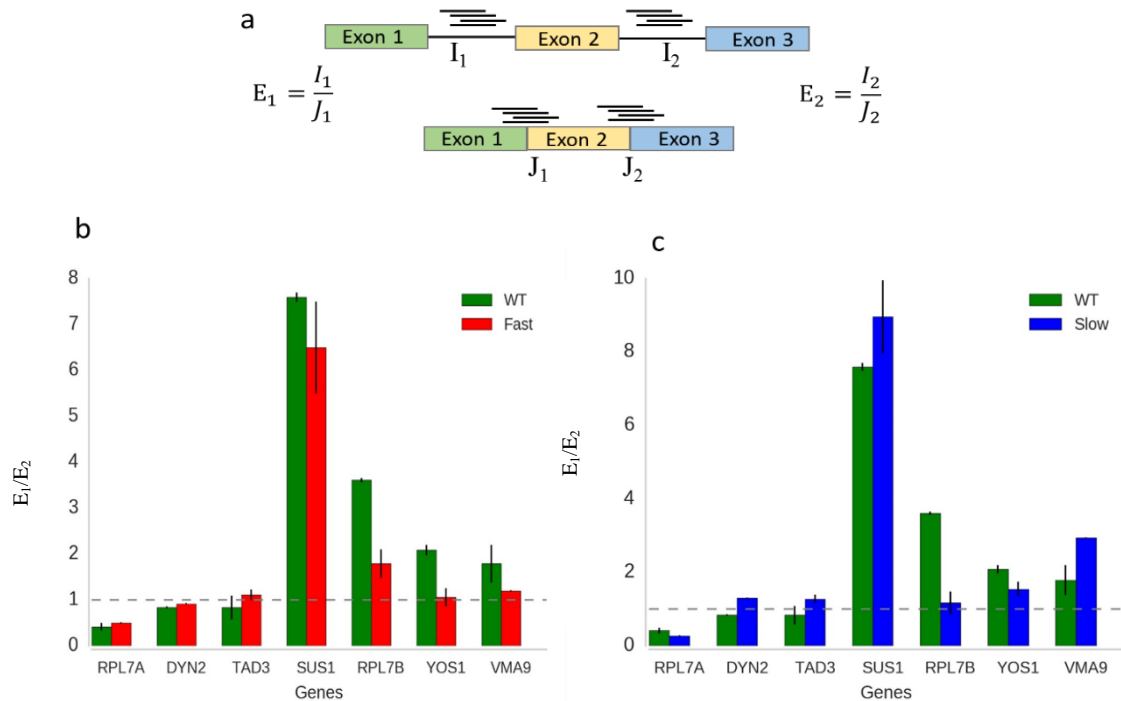 a
Exon 1 Exon 2 Exon 3
I₁ I₂
E₁ = I₁/J₁ E₂ = I₂/J₂
Exon 1 Exon 2 Exon 3
J₁ J₂
b
8
7
6
5
4
3
2
1
0
E₁/E₂
WT
Fast
RPL7A DYN2 TAD3 SUS1 RPL7B YOS1 VMA9
Genes
c
10
8
6
4
2
0
E₁/E₂
WT
Slow
RPL7A DYN2 TAD3 SUS1 RPL7B YOS1 VMA9
Genes